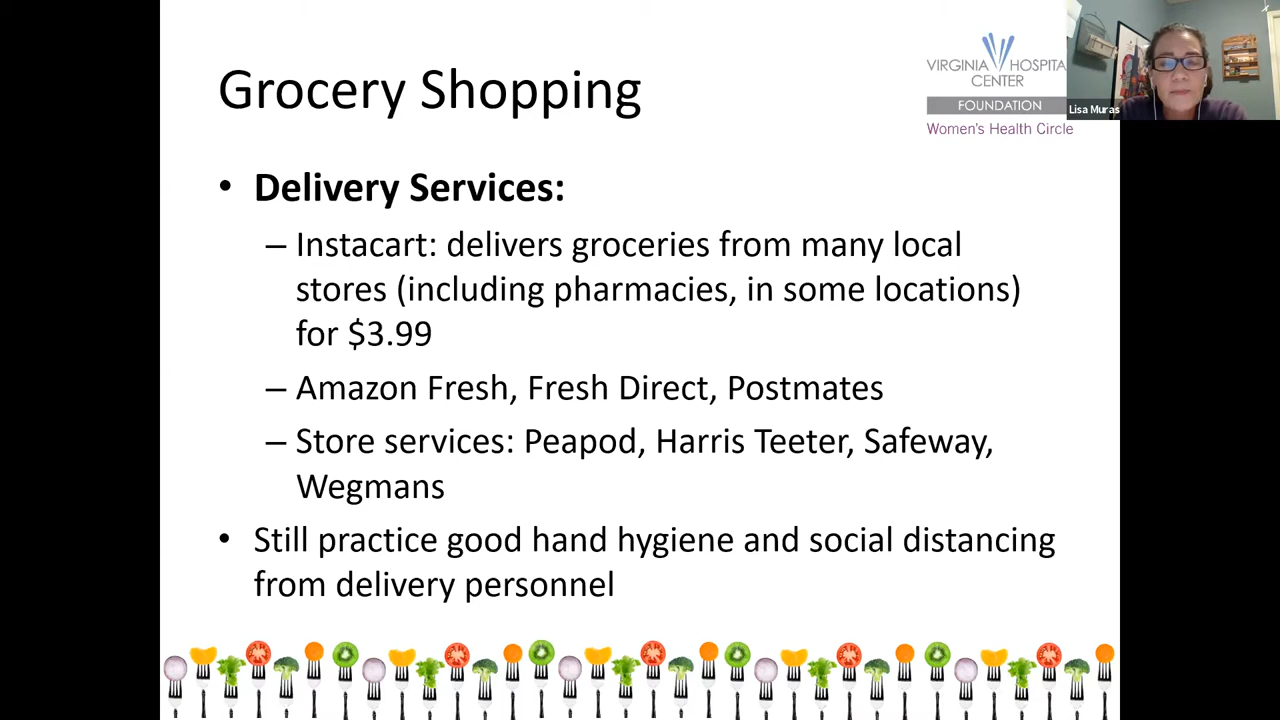 Grocery Shopping
VIRGINIA HOSPITA
CENTER
FOUNDATION
Women's Health Circle
Lisa Muras
• Delivery Services:
– Instacart: delivers groceries from many local
stores (including pharmacies, in some locations)
for $3.99
– Amazon Fresh, Fresh Direct, Postmates
– Store services: Peapod, Harris Teeter, Safeway,
Wegmans
• Still practice good hand hygiene and social distancing
from delivery personnel